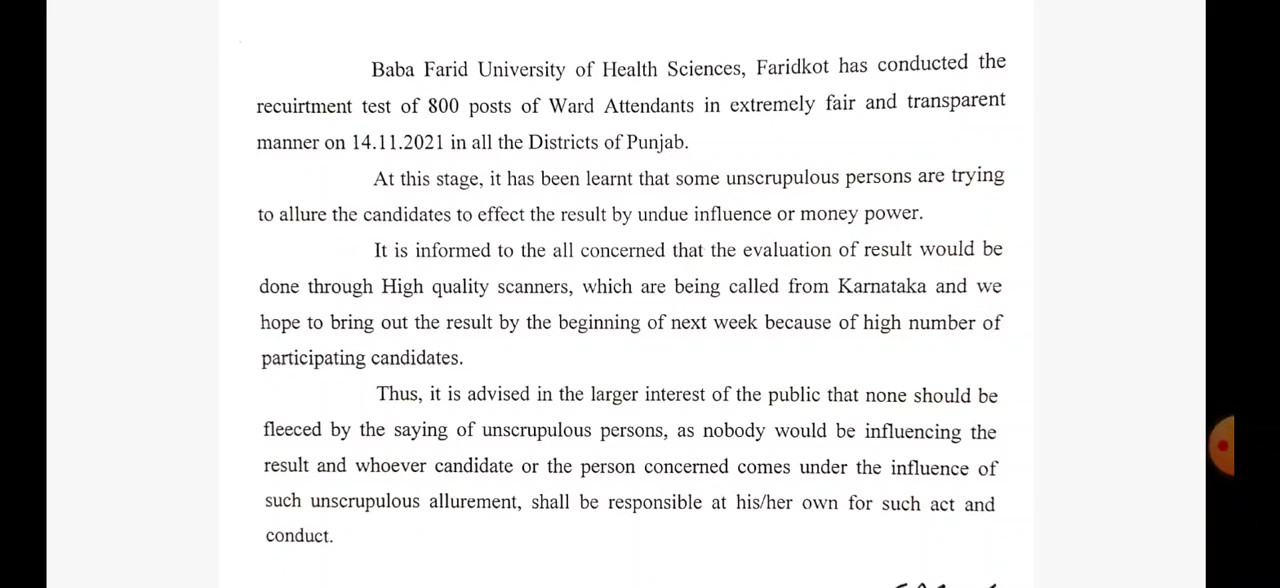 Baba Farid University of Health Sciences, Faridkot has conducted the
recuirtment test of 800 posts of Ward Attendants in extremely fair and transparent
manner on 14.11.2021 in all the Districts of Punjab.
At this stage, it has been learnt that some unscrupulous persons are trying
to allure the candidates to effect the result by undue influence or money power.
It is informed to the all concerned that the evaluation of result would be
done through High quality scanners, which are being called from Karnataka and we
hope to bring out the result by the beginning of next week because of high number of
participating candidates.
Thus, it is advised in the larger interest of the public that none should be
fleeced by the saying of unscrupulous persons, as nobody would be influencing the
result and whoever candidate or the person concerned comes under the influence of
such unscrupulous allurement, shall be responsible at his/her own for such act and
conduct.